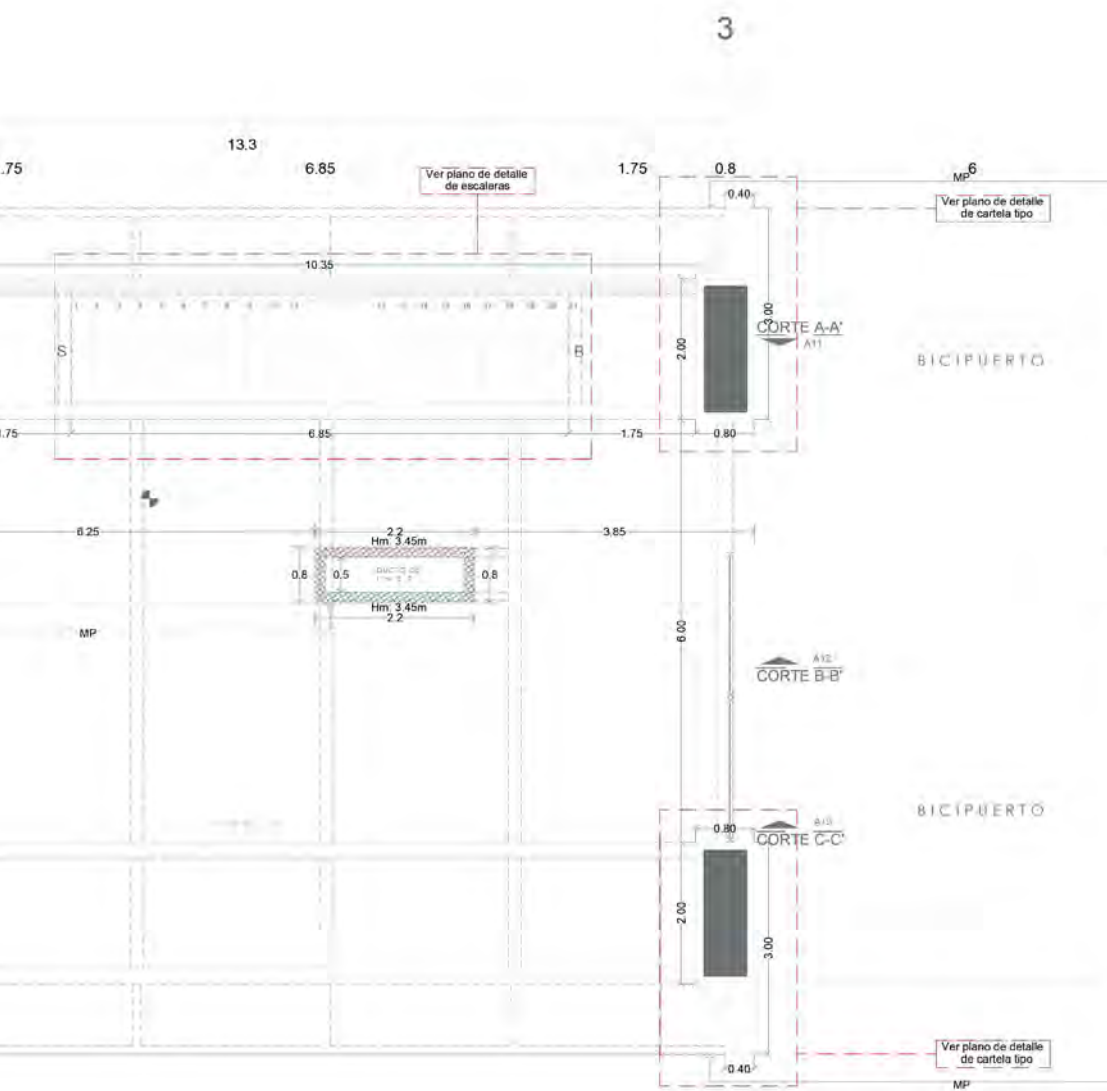 3
13.3
.75
6.85
1.75
0.8
6
MP
Ver plano de detalle
de escaleras
0.40
Ver plano de detalle
de cartela tipo
10.35
S
B
2.00
3.00
CORTE A-A'
A11
BICIPUERTO
1.75
6.85
1.75
0.80
6.25
2.2
3.85
Hm. 3.45m
0.8
0.5
DUCTO DE
0.8
Hm. 3.45m
2.2
MP
6.00
A12
CORTE B-B'
BICIPUERTO
0.80
CORTE C-C'
2.00
3.00
Ver plano de detalle
de cartela tipo
0.40
MP